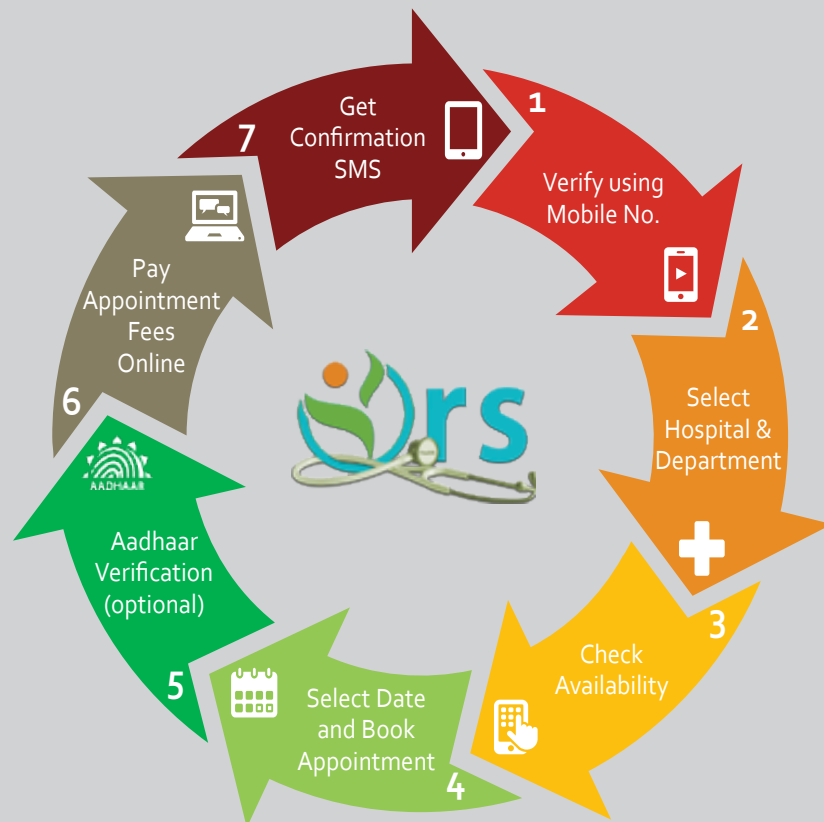 1
Verify using
Mobile No.
2
Select
Hospital &
Department
3
Check
Availability
4
Select Date
and Book
Appointment
5
Aadhaar
Verification
(optional)
AADHAAR
6
Pay
Appointment
Fees
Online
7
Get
Confirmation
SMS
Ors